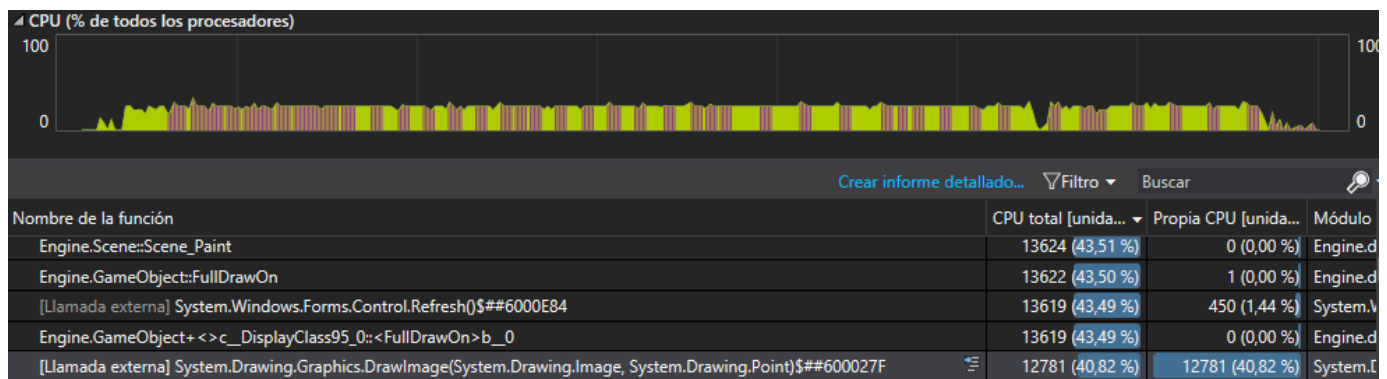 CPU (% de todos los procesadores)
100 100
0 0
Crear informe detallado... Filtro Buscar
Nombre de la función CPU total [unida... Propia CPU [unida... Módulo
Engine.Scene::Scene_Paint 13624 (43,51 %) 0 (0,00 %) Engine.d
Engine.GameObject::FullDrawOn 13622 (43,50 %) 1 (0,00 %) Engine.d
[Llamada externa] System.Windows.Forms.Control.Refresh()$##6000E84 13619 (43,49 %) 450 (1,44 %) System.W
Engine.GameObject+<>c__DisplayClass95_0::<FullDrawOn>b__0 13619 (43,49 %) 0 (0,00 %) Engine.d
[Llamada externa] System.Drawing.Graphics.DrawImage(System.Drawing.Image, System.Drawing.Point)$##600027F 12781 (40,82 %) 12781 (40,82 %) System.D